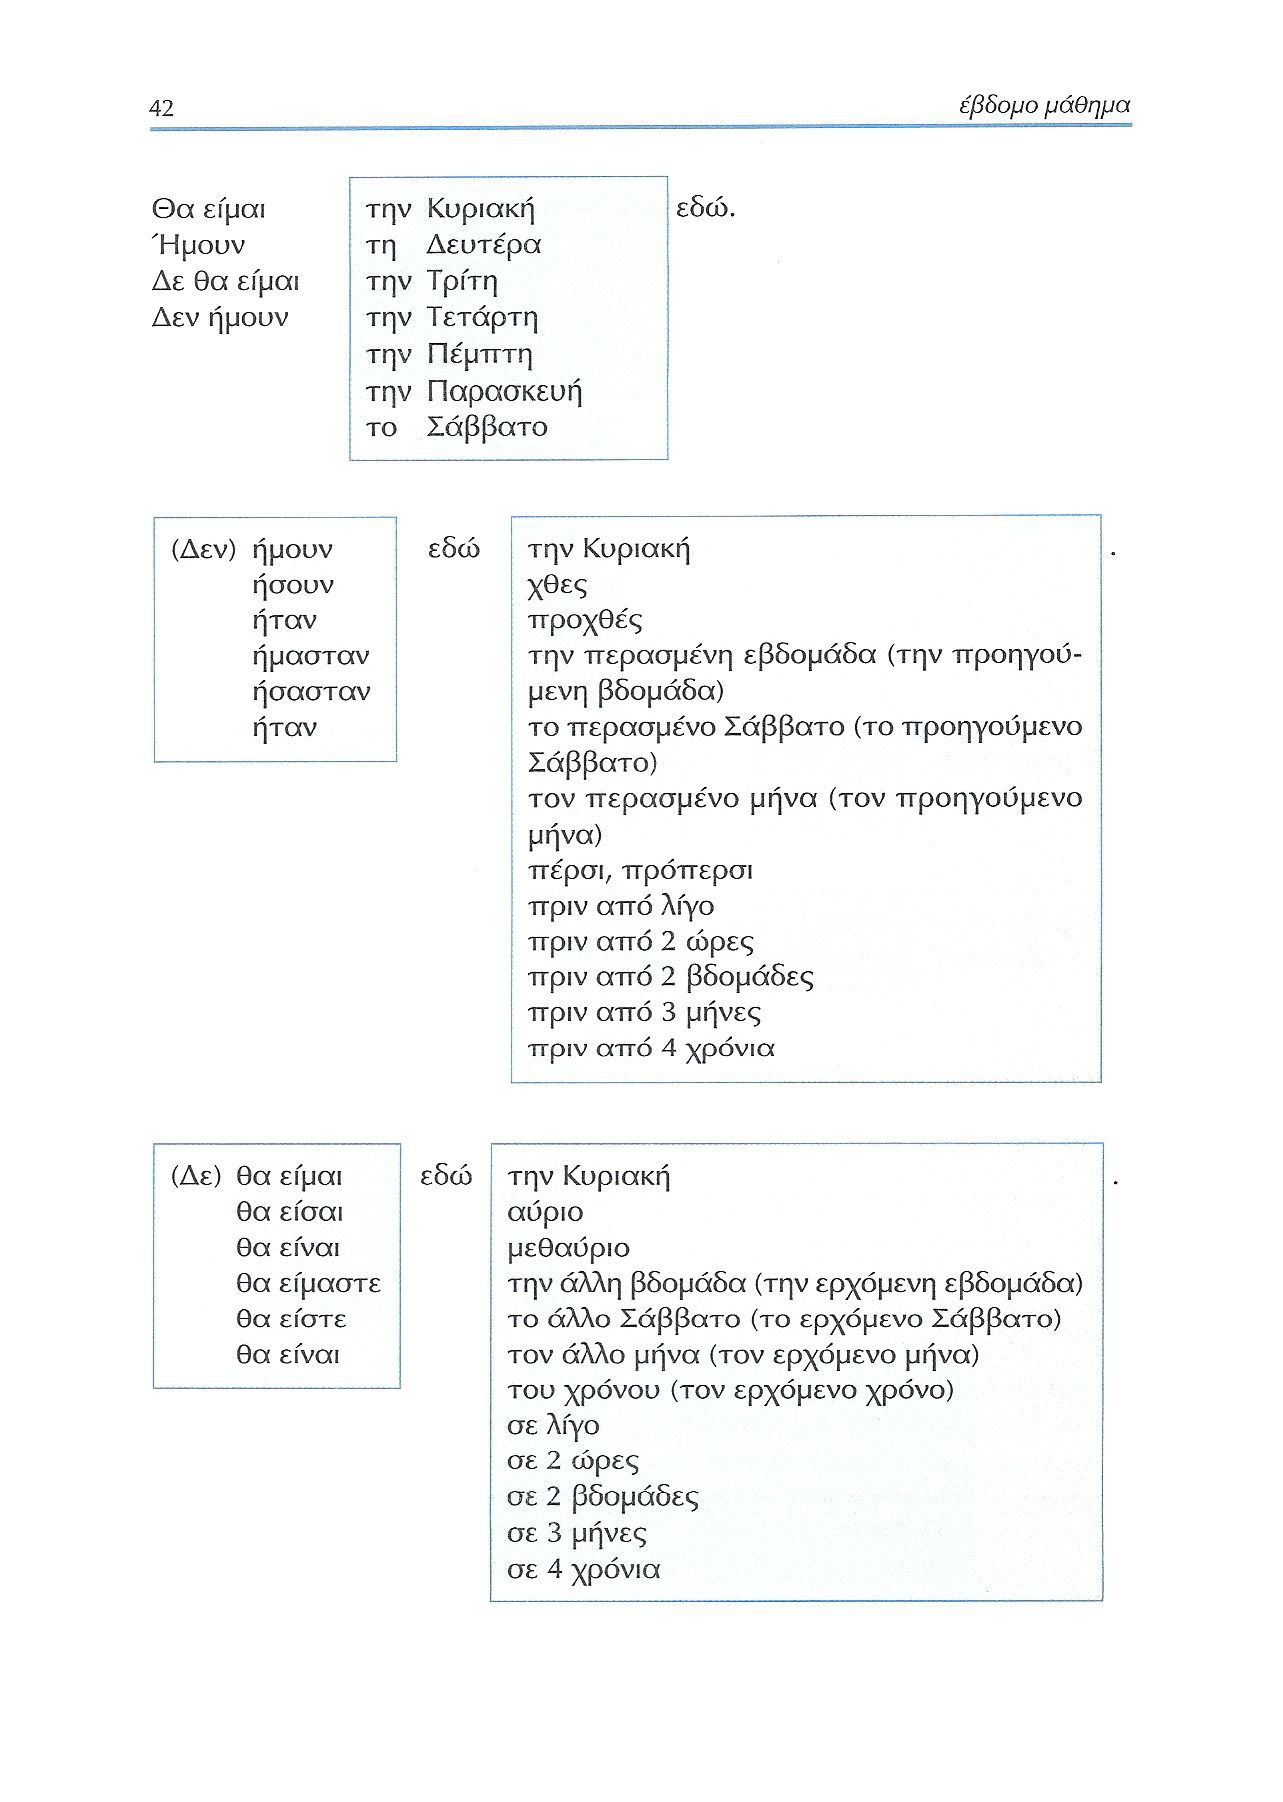 42 έβδομο μάθημα
Θα είμαι την Κυριακή εδώ.
Ήμουν τη Δευτέρα
Δε θα είμαι την Τρίτη
Δεν ήμουν την Τετάρτη
την Πέμπτη
την Παρασκευή
το Σάββατο
(Δεν) ήμουν εδώ την Κυριακή .
ήσουν χθες
ήταν προχθές
ήμασταν την περασμένη εβδομάδα (την προηγού-
ήσασταν μενη βδομάδα)
ήταν το περασμένο Σάββατο (το προηγούμενο
Σάββατο)
τον περασμένο μήνα (τον προηγούμενο
μήνα)
πέρσι, πρόπερσι
πριν από λίγο
πριν από 2 ώρες
πριν από 2 βδομάδες
πριν από 3 μήνες
πριν από 4 χρόνια
(Δε) θα είμαι εδώ την Κυριακή .
θα είσαι αύριο
θα είναι μεθαύριο
θα είμαστε την άλλη βδομάδα (την ερχόμενη εβδομάδα)
θα είστε το άλλο Σάββατο (το ερχόμενο Σάββατο)
θα είναι τον άλλο μήνα (τον ερχόμενο μήνα)
του χρόνου (τον ερχόμενο χρόνο)
σε λίγο
σε 2 ώρες
σε 2 βδομάδες
σε 3 μήνες
σε 4 χρόνια